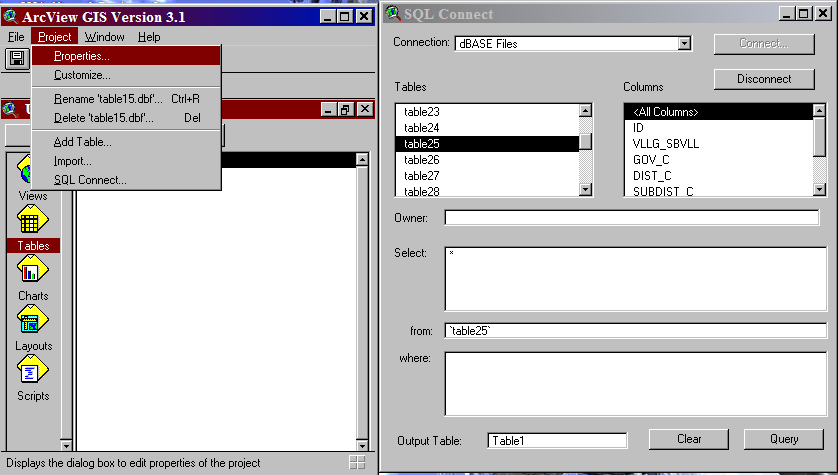 ArcView GIS Version 3.1
File Project Window Help
Properties...
Customize...
Rename 'table15.dbf'... Ctrl+R
Delete 'table15.dbf'... Del
Add Table...
Import...
SQL Connect...
Views
Tables
Charts
Layouts
Scripts
Displays the dialog box to edit properties of the project
SQL Connect
Connection: dBASE Files Connect...
Disconnect
Tables Columns
table23 <All Columns>
table24 ID
table25 VLLG_SBVLL
table26 GOV_C
table27 DIST_C
table28 SUBDIST_C
Owner:
Select: *
from: `table25`
where:
Output Table: Table1 Clear Query